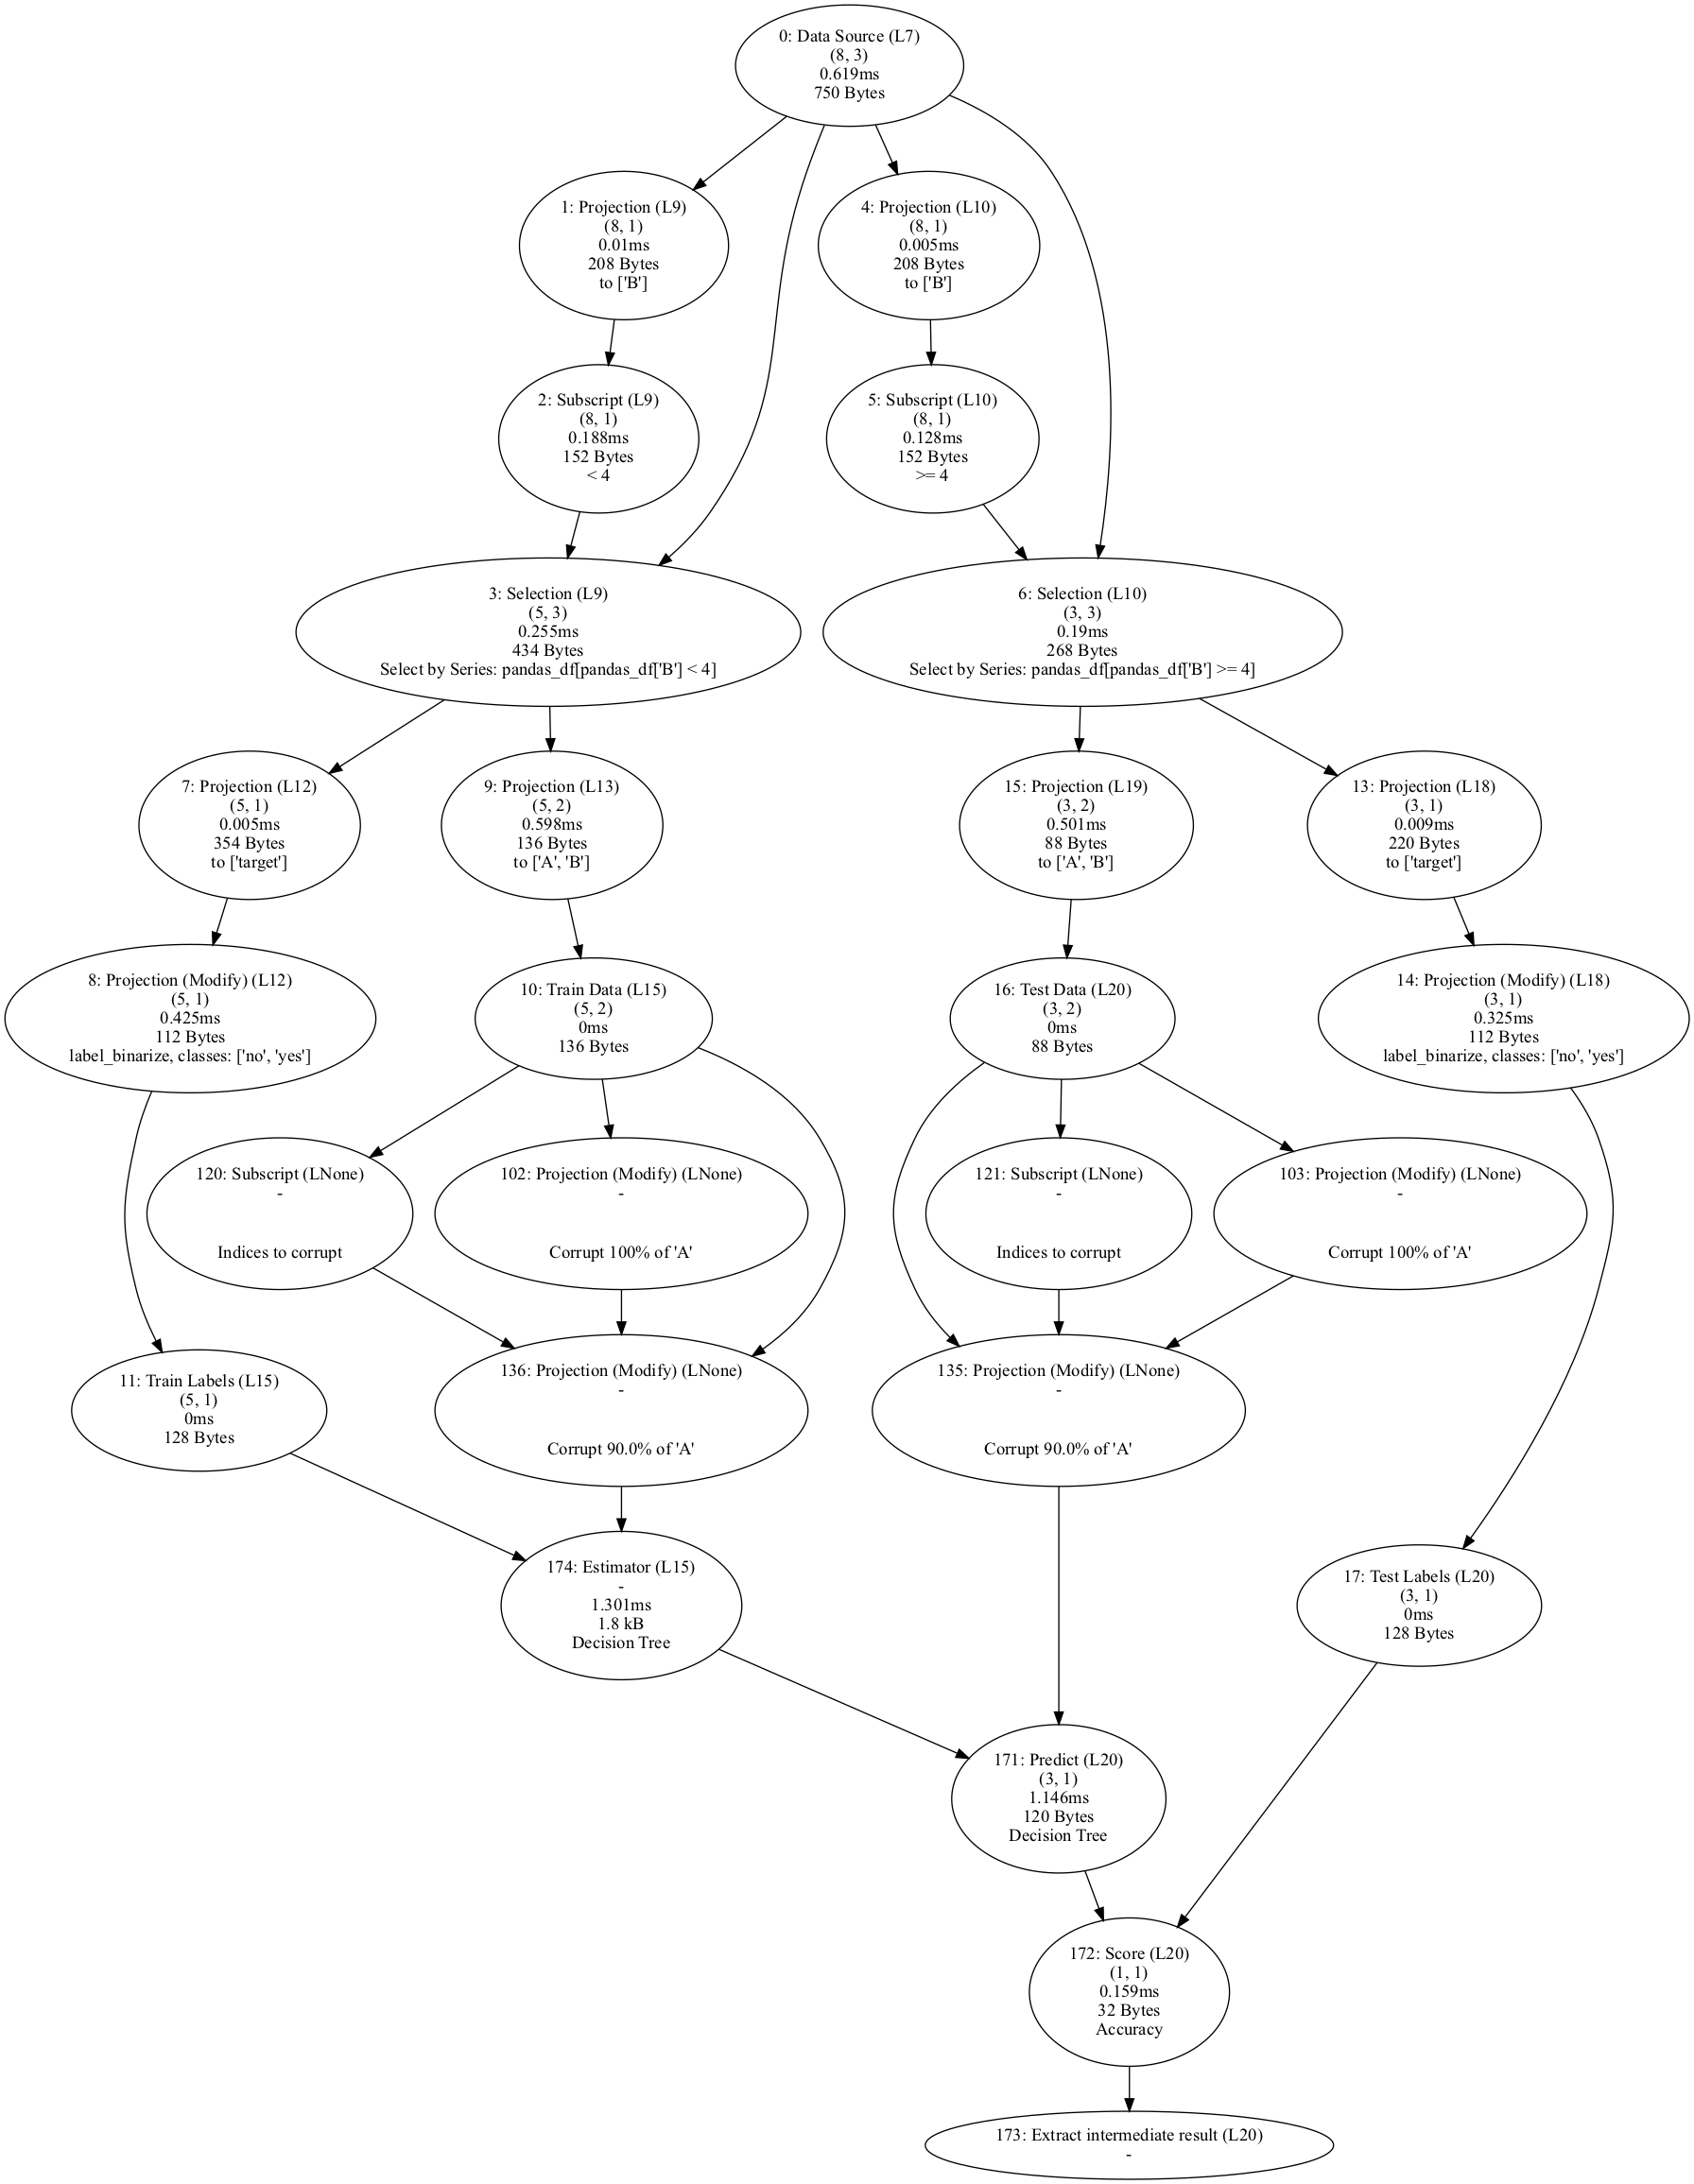 0: Data Source (L7)
(8, 3)
0.619ms
750 Bytes
1: Projection (L9)
(8, 1)
0.01ms
208 Bytes
to ['B']
4: Projection (L10)
(8, 1)
0.005ms
208 Bytes
to ['B']
2: Subscript (L9)
(8, 1)
0.188ms
152 Bytes
< 4
5: Subscript (L10)
(8, 1)
0.128ms
152 Bytes
>= 4
3: Selection (L9)
(5, 3)
0.255ms
434 Bytes
Select by Series: pandas_df[pandas_df['B'] < 4]
6: Selection (L10)
(3, 3)
0.19ms
268 Bytes
Select by Series: pandas_df[pandas_df['B'] >= 4]
7: Projection (L12)
(5, 1)
0.005ms
354 Bytes
to ['target']
9: Projection (L13)
(5, 2)
0.598ms
136 Bytes
to ['A', 'B']
15: Projection (L19)
(3, 2)
0.501ms
88 Bytes
to ['A', 'B']
13: Projection (L18)
(3, 1)
0.009ms
220 Bytes
to ['target']
8: Projection (Modify) (L12)
(5, 1)
0.425ms
112 Bytes
label_binarize, classes: ['no', 'yes']
10: Train Data (L15)
(5, 2)
0ms
136 Bytes
16: Test Data (L20)
(3, 2)
0ms
88 Bytes
14: Projection (Modify) (L18)
(3, 1)
0.325ms
112 Bytes
label_binarize, classes: ['no', 'yes']
120: Subscript (LNone)
-
Indices to corrupt
102: Projection (Modify) (LNone)
-
Corrupt 100% of 'A'
121: Subscript (LNone)
-
Indices to corrupt
103: Projection (Modify) (LNone)
-
Corrupt 100% of 'A'
11: Train Labels (L15)
(5, 1)
0ms
128 Bytes
136: Projection (Modify) (LNone)
-
Corrupt 90.0% of 'A'
135: Projection (Modify) (LNone)
-
Corrupt 90.0% of 'A'
174: Estimator (L15)
-
1.301ms
1.8 kB
Decision Tree
17: Test Labels (L20)
(3, 1)
0ms
128 Bytes
171: Predict (L20)
(3, 1)
1.146ms
120 Bytes
Decision Tree
172: Score (L20)
(1, 1)
0.159ms
32 Bytes
Accuracy
173: Extract intermediate result (L20)
-